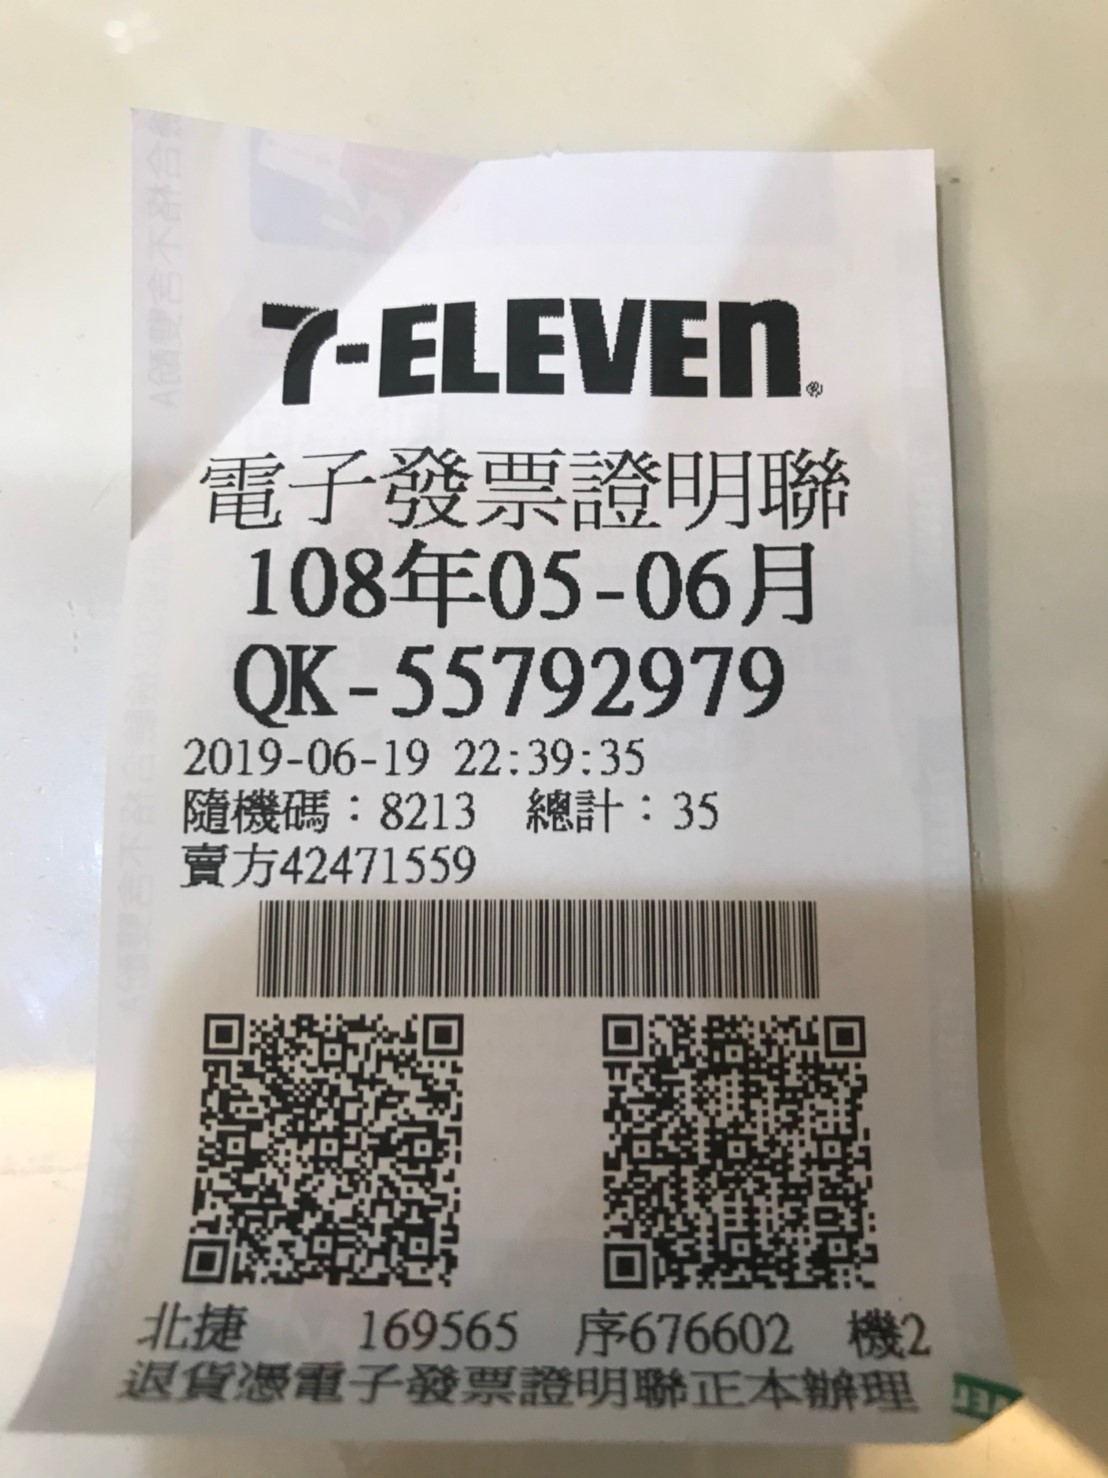 7-ELEVEn®
電子發票證明聯
108年05-06月
QK-55792979
2019-06-19 22:39:35
隨機碼：8213 總計：35
賣方42471559
北捷 169565 序676602 機2
退貨憑電子發票證明聯正本辦理